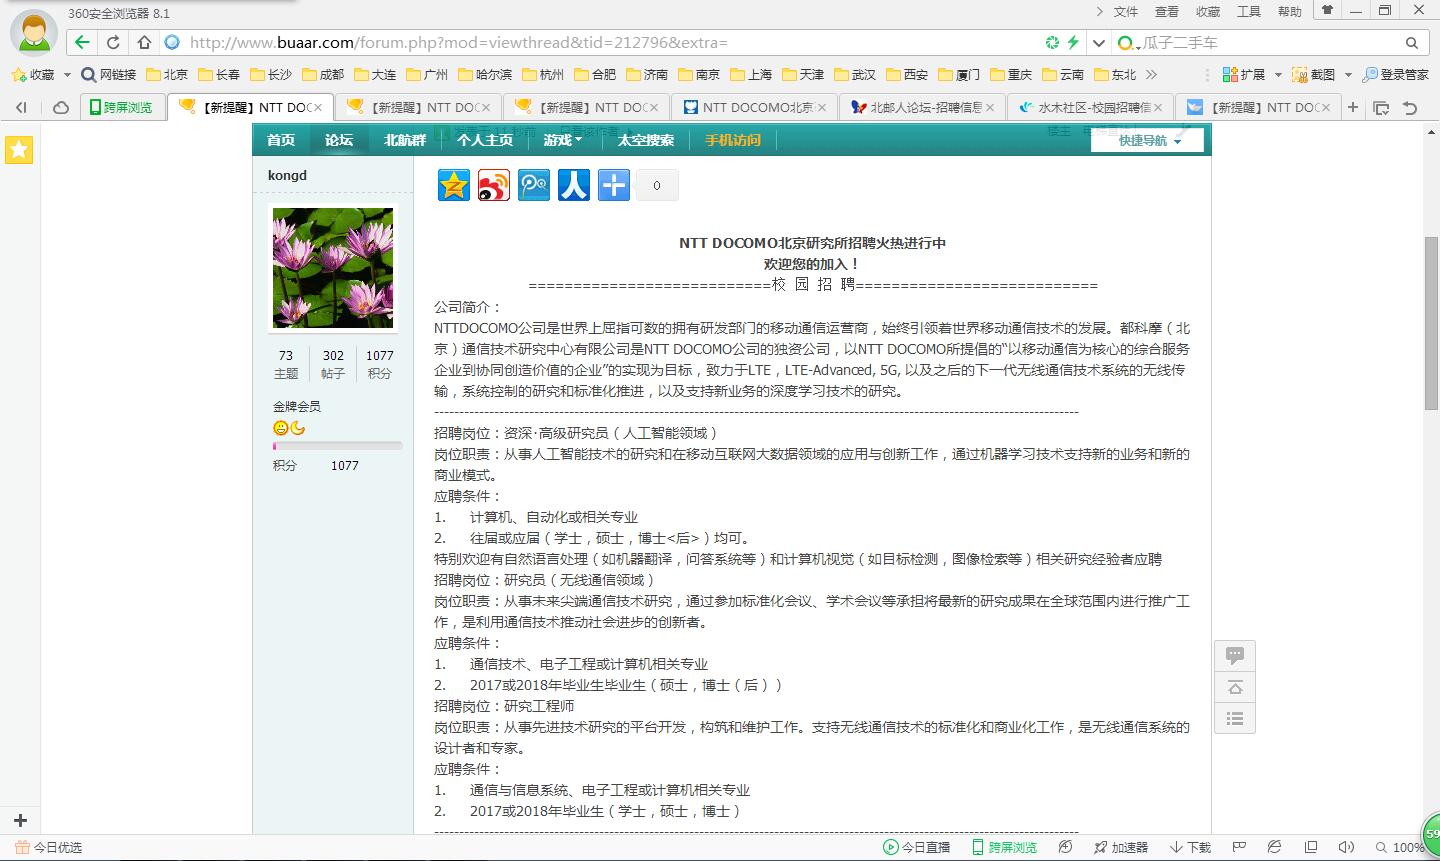 360安全浏览器 8.1
文件 查看 收藏 工具 帮助
http://www.buaar.com/forum.php?mod=viewthread&tid=212796&extra=
瓜子二手车
收藏 网链接 北京 长春 长沙 成都 大连 广州 哈尔滨 杭州 合肥 济南 南京 上海 天津 武汉 西安 厦门 重庆 云南 东北 扩展 截图 登录管家
跨屏浏览 【新提醒】NTT DOC 【新提醒】NTT DOC 【新提醒】NTT DOC NTT DOCOMO北京 北邮人论坛-招聘信息 水木社区-校园招聘信 【新提醒】NTT DOC
首页 论坛 北航群 个人主页 游戏 太空搜索 手机访问 快捷导航
kongd
0
73 302 1077
主题 帖子 积分
金牌会员
积分 1077
NTT DOCOMO北京研究所招聘火热进行中
欢迎您的加入！
===========================校 园 招 聘===========================
公司简介：
NTTDOCOMO公司是世界上屈指可数的拥有研发部门的移动通信运营商，始终引领着世界移动通信技术的发展。都科摩（北
京）通信技术研究中心有限公司是NTT DOCOMO公司的独资公司，以NTT DOCOMO所提倡的“以移动通信为核心的综合服务
企业到协同创造价值的企业”的实现为目标，致力于LTE，LTE-Advanced, 5G, 以及之后的下一代无线通信技术系统的无线传
输，系统控制的研究和标准化推进，以及支持新业务的深度学习技术的研究。
招聘岗位：资深·高级研究员（人工智能领域）
岗位职责：从事人工智能技术的研究和在移动互联网大数据领域的应用与创新工作，通过机器学习技术支持新的业务和新的
商业模式。
应聘条件：
1. 计算机、自动化或相关专业
2. 往届或应届（学士，硕士，博士<后>）均可。
特别欢迎有自然语言处理（如机器翻译，问答系统等）和计算机视觉（如目标检测，图像检索等）相关研究经验者应聘
招聘岗位：研究员（无线通信领域）
岗位职责：从事未来尖端通信技术研究，通过参加标准化会议、学术会议等承担将最新的研究成果在全球范围内进行推广工
作，是利用通信技术推动社会进步的创新者。
应聘条件：
1. 通信技术、电子工程或计算机相关专业
2. 2017或2018年毕业生毕业生（硕士，博士（后））
招聘岗位：研究工程师
岗位职责：从事先进技术研究的平台开发，构筑和维护工作。支持无线通信技术的标准化和商业化工作，是无线通信系统的
设计者和专家。
应聘条件：
1. 通信与信息系统、电子工程或计算机相关专业
2. 2017或2018年毕业生（学士，硕士，博士）
59
今日优选 今日直播 跨屏浏览 加速器 下载 100%